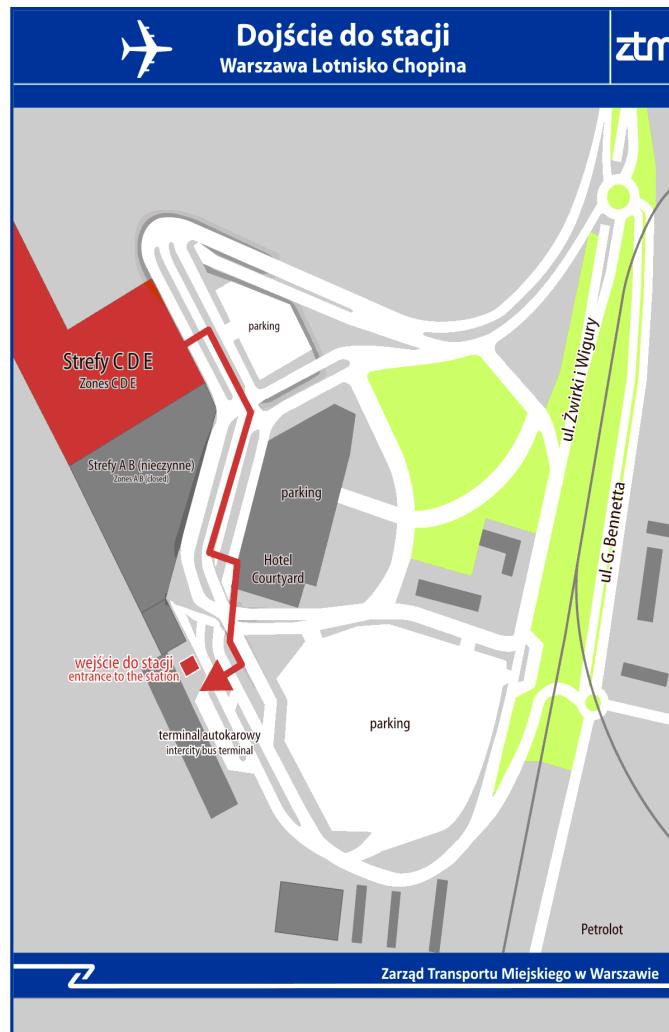 Dojście do stacji
Warszawa Lotnisko Chopina
ztm
parking
Strefy C D E
Zones C D E
ul. Żwirki i Wigury
Strefy A B (nieczynne)
Zones A B (closed)
parking
ul. G. Bennetta
Hotel
Courtyard
wejście do stacji
entrance to the station
parking
terminal autokarowy
intercity bus terminal
Petrolot
Zarząd Transportu Miejskiego w Warszawie